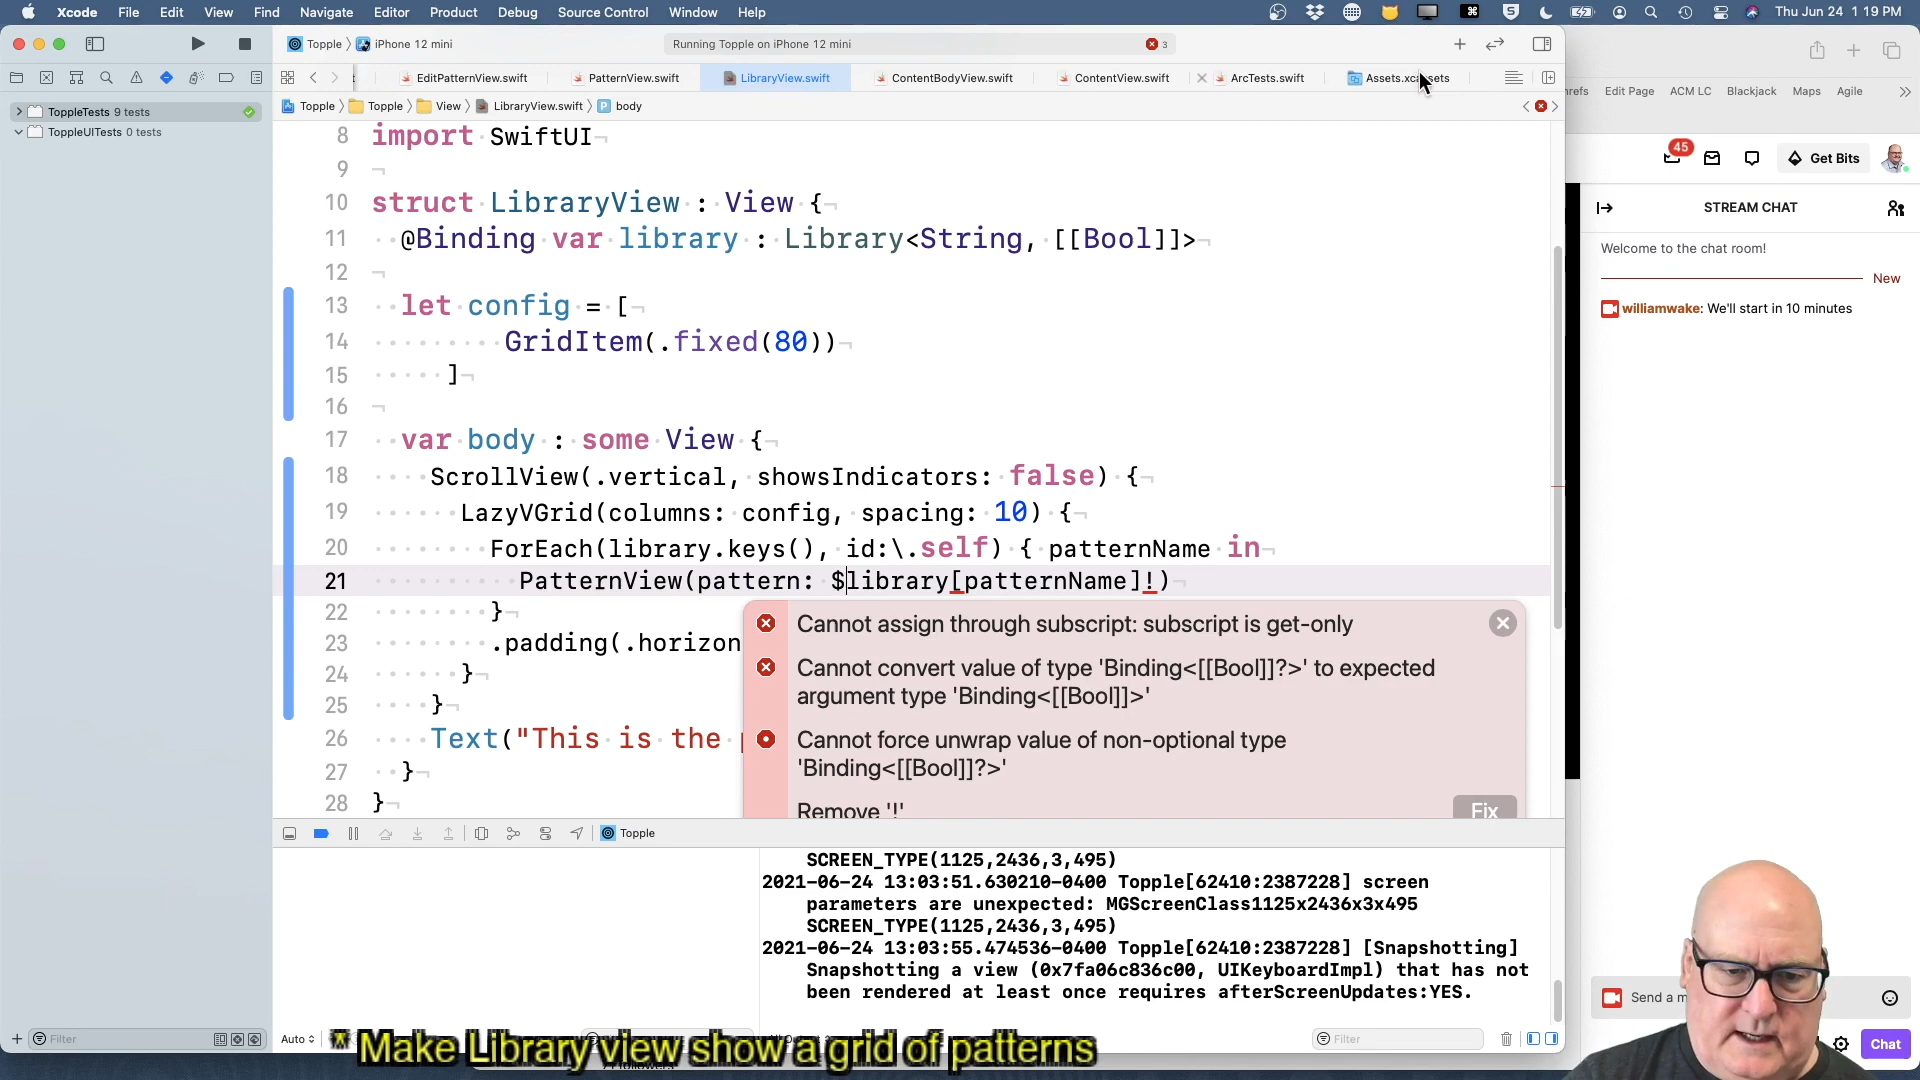 Xcode File Edit View Find Navigate Editor Product Debug Source Control Window Help Thu Jun 24 1 19 PM
Topple iPhone 12 mini Running Topple on iPhone 12 mini 3
EditPatternView.swift PatternView.swift LibraryView.swift ContentBodyView.swift ContentView.swift ArcTests.swift Assets.xcassets
Topple Topple View LibraryView.swift P body
ToppleTests 9 tests
ToppleUITests 0 tests
8 import SwiftUI
9
10 struct LibraryView : View {
11 @Binding var library : Library<String, [[Bool]]>
12
13 let config = [
14 GridItem(.fixed(80))
15 ]
16
17 var body : some View {
18 ScrollView(.vertical, showsIndicators: false) {
19 LazyVGrid(columns: config, spacing: 10) {
20 ForEach(library.keys(), id:\.self) { patternName in
21 PatternView(pattern: $library[patternName]!)
22 }
23 .padding(.horizon
24 }
25 }
26 Text("This is the
27 }
28 }
Cannot assign through subscript: subscript is get-only
Cannot convert value of type 'Binding<[[Bool]]?>' to expected
argument type 'Binding<[[Bool]]>'
Cannot force unwrap value of non-optional type
'Binding<[[Bool]]?>'
Remove '!' Fix
Topple
SCREEN_TYPE(1125,2436,3,495)
2021-06-24 13:03:51.630210-0400 Topple[62410:2387228] screen
parameters are unexpected: MGScreenClass1125x2436x3x495
SCREEN_TYPE(1125,2436,3,495)
2021-06-24 13:03:55.474536-0400 Topple[62410:2387228] [Snapshotting]
Snapshotting a view (0x7fa06c836c00, UIKeyboardImpl) that has not
been rendered at least once requires afterScreenUpdates:YES.
Filter Auto Filter
* Make Library view show a grid of patterns
Edit Page ACM LC Blackjack Maps Agile
45 Get Bits
STREAM CHAT
Welcome to the chat room!
New
williamwake: We'll start in 10 minutes
Send a m
Chat